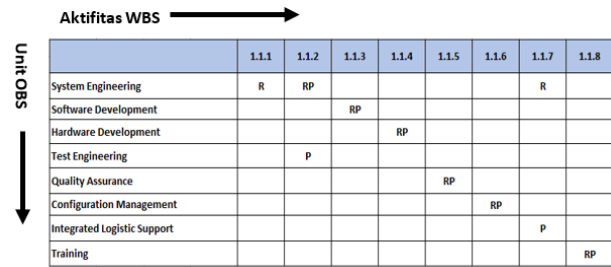 Aktifitas WBS
Unit OBS
1.1.1 1.1.2 1.1.3 1.1.4 1.1.5 1.1.6 1.1.7 1.1.8
System Engineering R RP R
Software Development RP
Hardware Development RP
Test Engineering P
Quality Assurance RP
Configuration Management RP
Integrated Logistic Support P
Training RP